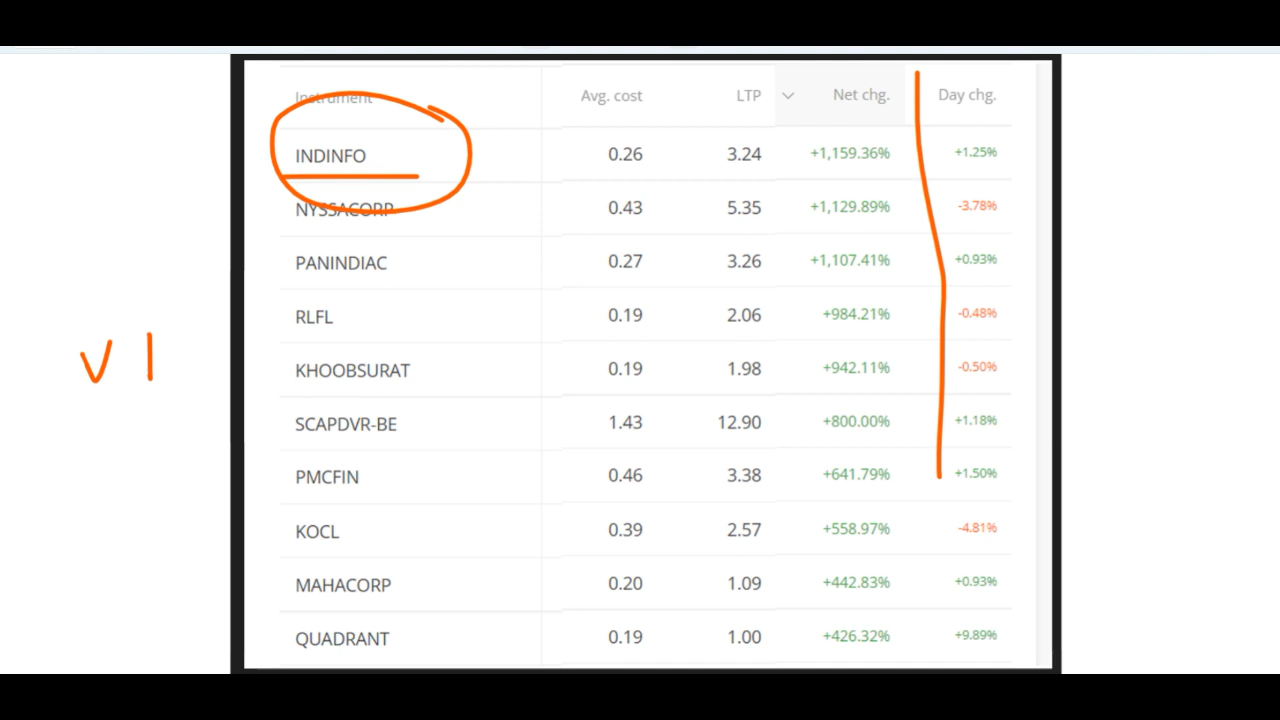 Instrument Avg. cost LTP Net chg. Day chg.
INDINFO 0.26 3.24 +1,159.36% +1.25%
NYSSACORP 0.43 5.35 +1,129.89% -3.78%
PANINDIAC 0.27 3.26 +1,107.41% +0.93%
RLFL 0.19 2.06 +984.21% -0.48%
V I
KHOOBSURAT 0.19 1.98 +942.11% -0.50%
SCAPDVR-BE 1.43 12.90 +800.00% +1.18%
PMCFIN 0.46 3.38 +641.79% +1.50%
KOCL 0.39 2.57 +558.97% -4.81%
MAHACORP 0.20 1.09 +442.83% +0.93%
QUADRANT 0.19 1.00 +426.32% +9.89%